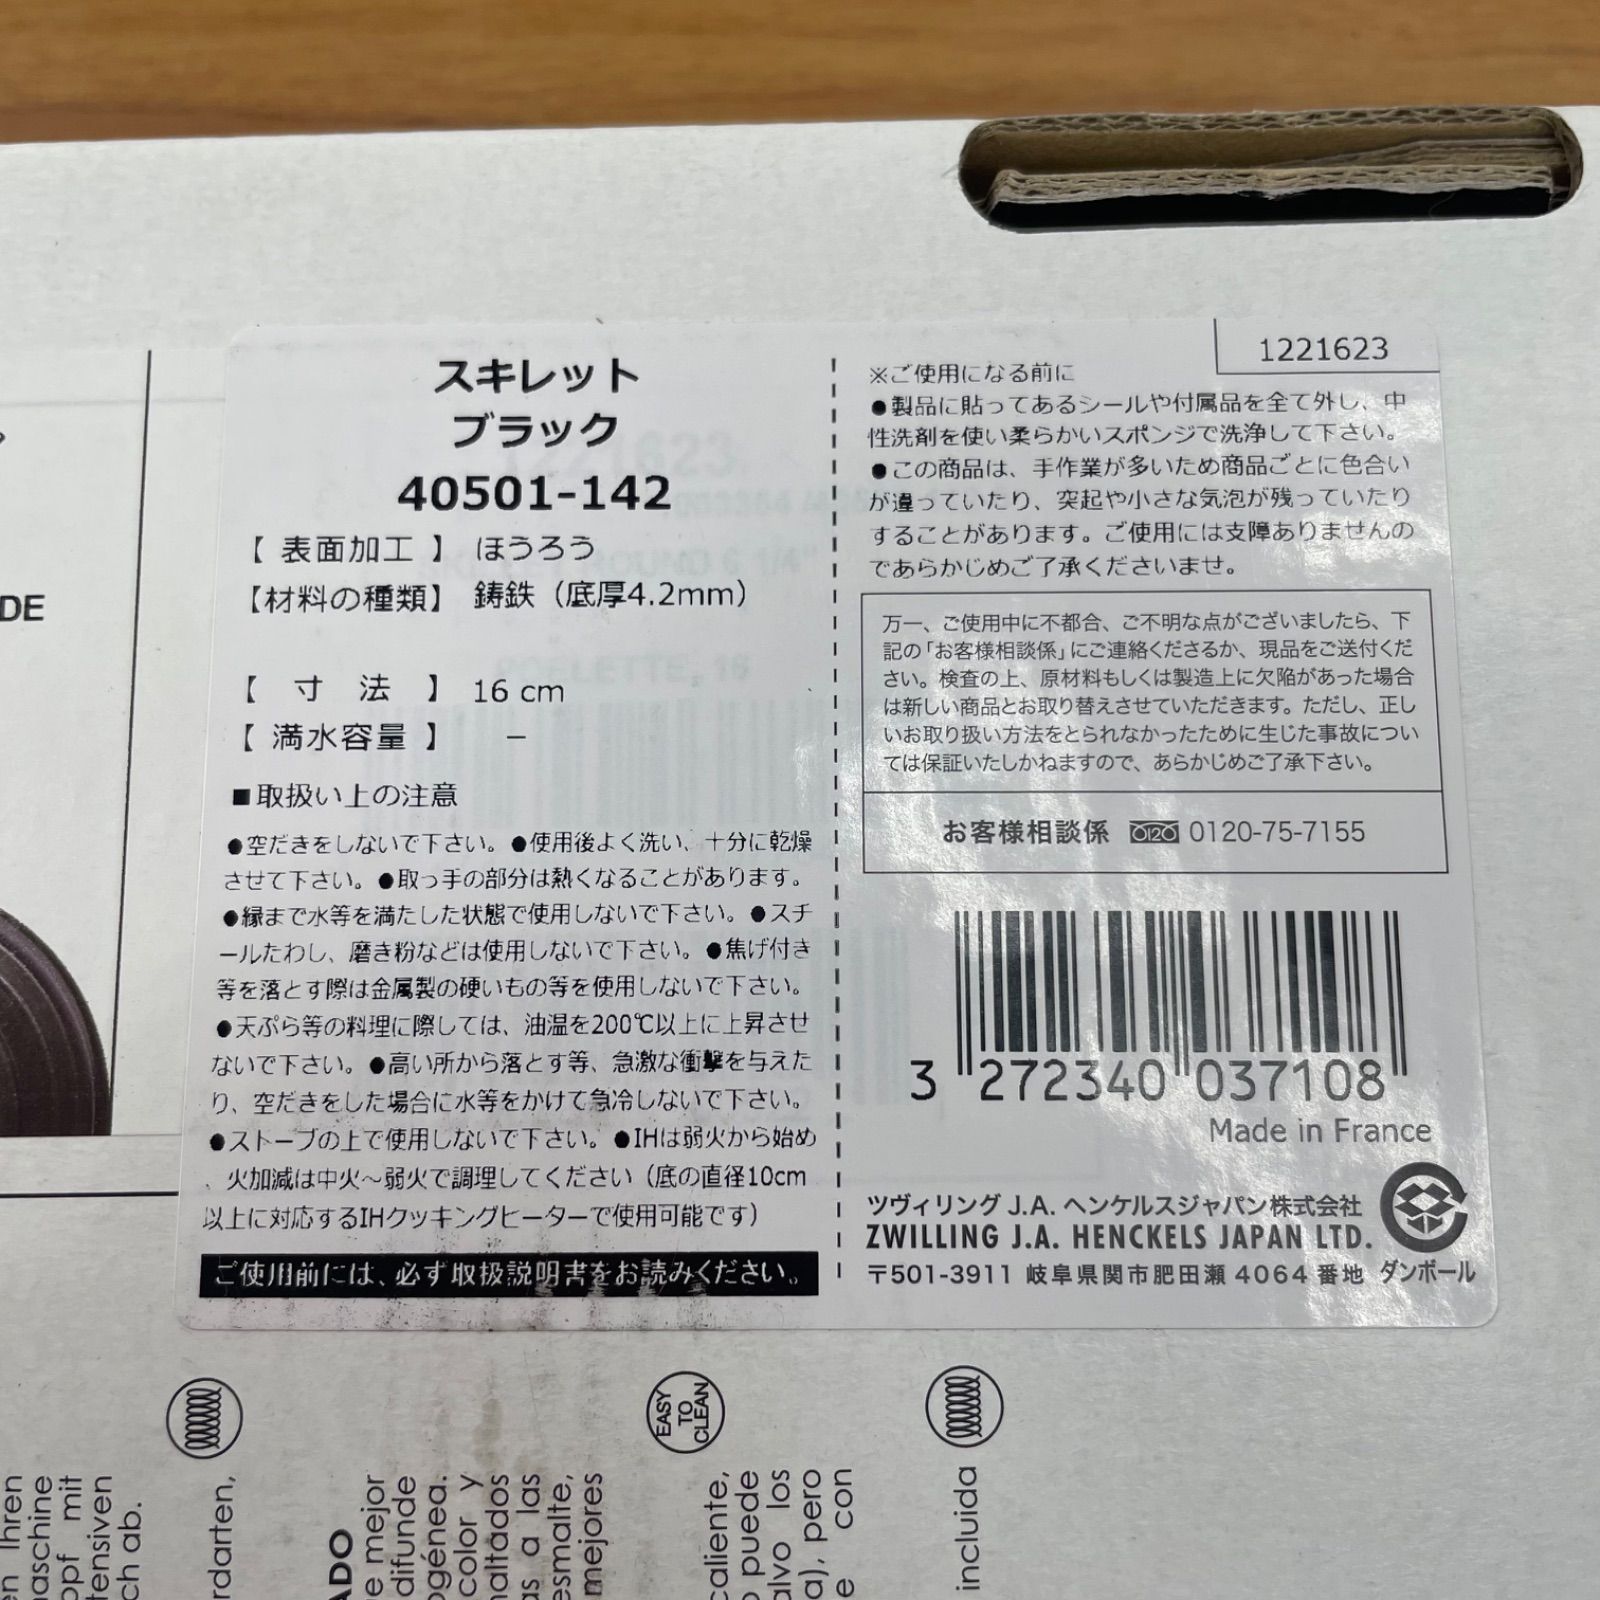 スキレット
ブラック
40501-142
【 表面加工 】 ほうろう
【材料の種類】 鋳鉄（底厚4.2mm）
【 寸 法 】 16 cm
【 満水容量 】 −
■取扱い上の注意
●空だきをしないで下さい。●使用後よく洗い、十分に乾燥
させて下さい。●取っ手の部分は熱くなることがあります。
●縁まで水等を満たした状態で使用しないで下さい。●スチ
ールたわし、磨き粉などは使用しないで下さい。●焦げ付き
等を落とす際は金属製の硬いもの等を使用しないで下さい。
●天ぷら等の料理に際しては、油温を200℃以上に上昇させ
ないで下さい。●高い所から落とす等、急激な衝撃を与えた
り、空だきをした場合に水等をかけて急冷しないで下さい。
●ストーブの上で使用しないで下さい。●IHは弱火から始め
、火加減は中火～弱火で調理してください（底の直径10cm
以上に対応するIHクッキングヒーターで使用可能です）
ご使用前には、必ず取扱説明書をお読みください。
1221623
※ご使用になる前に
●製品に貼ってあるシールや付属品を全て外し、中
性洗剤を使い柔らかいスポンジで洗浄して下さい。
●この商品は、手作業が多いため商品ごとに色合い
が違っていたり、突起や小さな気泡が残っていたり
することがあります。ご使用には支障ありませんの
であらかじめご了承くださいませ。
万一、ご使用中に不都合、ご不明な点がございましたら、下
記の「お客様相談係」にご連絡くださるか、現品をご送付くだ
さい。検査の上、原材料もしくは製造上に欠陥があった場合
は新しい商品とお取り替えさせていただきます。ただし、正し
いお取り扱い方法をとられなかったために生じた事故につい
ては保証いたしかねますので、あらかじめご了承下さい。
お客様相談係 0120 0120-75-7155
3 272340 037108
Made in France
ツヴィリング J.A. ヘンケルスジャパン株式会社
ZWILLING J.A. HENCKELS JAPAN LTD.
〒501-3911 岐阜県関市肥田瀬 4064 番地
ダンボール
DE
EASY
TO
CLEAN
en Ihren
maschine
opf mit
tensiven
ch ab.
rdarten,
ADO
e mejor
difunde
ogénea.
color y
naltados
as a las
esmalte,
mejores
caliente,
o puede
alvo los
a), pero
e con
incluida